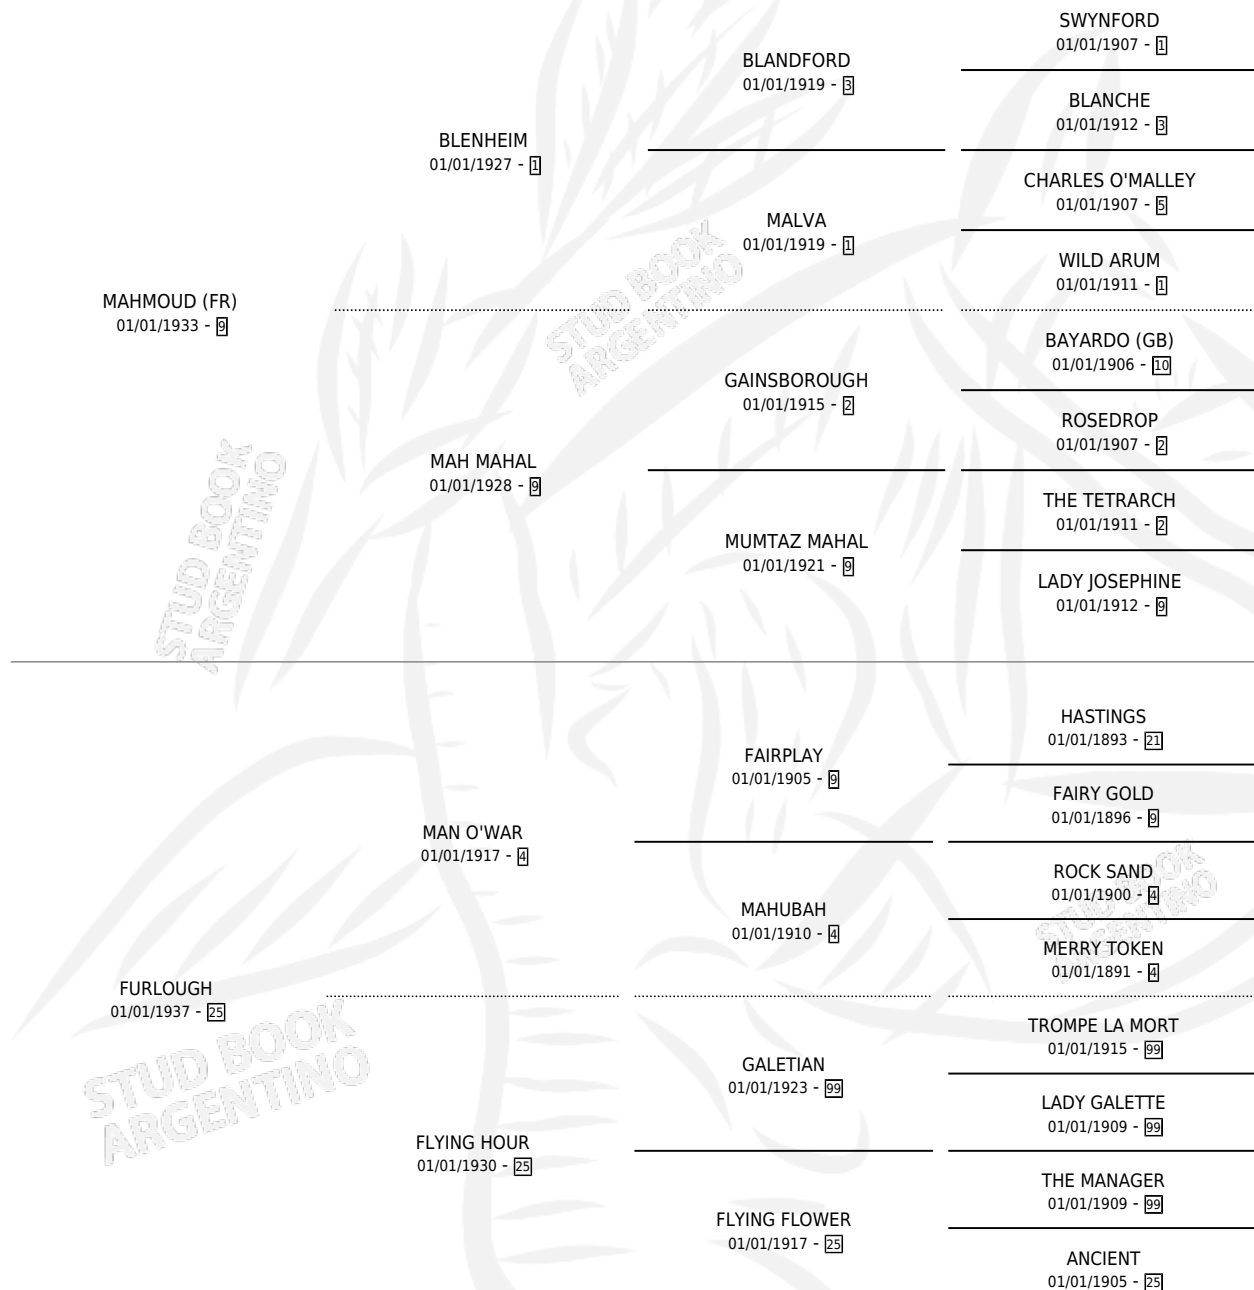 SWYNFORD
01/01/1907 - 1
BLANDFORD
01/01/1919 - 3
BLANCHE
01/01/1912 - 3
BLENHEIM
01/01/1927 - 1
CHARLES O'MALLEY
01/01/1907 - 5
MALVA
01/01/1919 - 1
WILD ARUM
01/01/1911 - 1
MAHMOUD (FR)
01/01/1933 - 9
BAYARDO (GB)
01/01/1906 - 10
GAINSBOROUGH
01/01/1915 - 2
ROSEDROP
01/01/1907 - 2
MAH MAHAL
01/01/1928 - 9
THE TETRARCH
01/01/1911 - 2
MUMTAZ MAHAL
01/01/1921 - 9
LADY JOSEPHINE
01/01/1912 - 9
STUD BOOK
ARGENTINO
STUD BOOK
ARGENTINO
HASTINGS
01/01/1893 - 21
FAIRPLAY
01/01/1905 - 9
FAIRY GOLD
01/01/1896 - 9
MAN O'WAR
01/01/1917 - 4
ROCK SAND
01/01/1900 - 4
MAHUBAH
01/01/1910 - 4
MERRY TOKEN
01/01/1891 - 4
FURLOUGH
01/01/1937 - 25
TROMPE LA MORT
01/01/1915 - 99
GALETIAN
01/01/1923 - 99
LADY GALETTE
01/01/1909 - 99
FLYING HOUR
01/01/1930 - 25
THE MANAGER
01/01/1909 - 99
FLYING FLOWER
01/01/1917 - 25
ANCIENT
01/01/1905 - 25
STUD BOOK
ARGENTINO
STUD BOOK
ARGENTINO